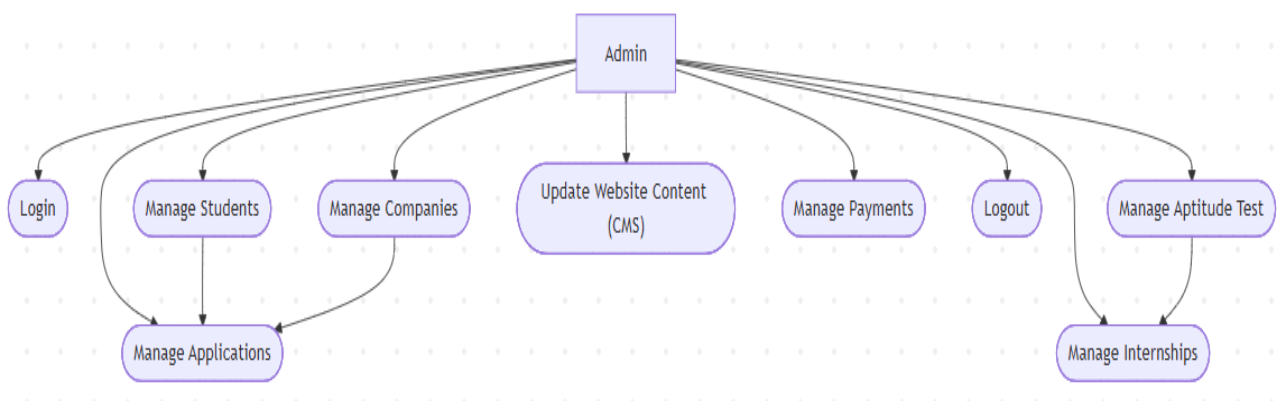 Admin
Login
Manage Students
Manage Companies
Update Website Content
(CMS)
Manage Payments
Logout
Manage Aptitude Test
Manage Applications
Manage Internships